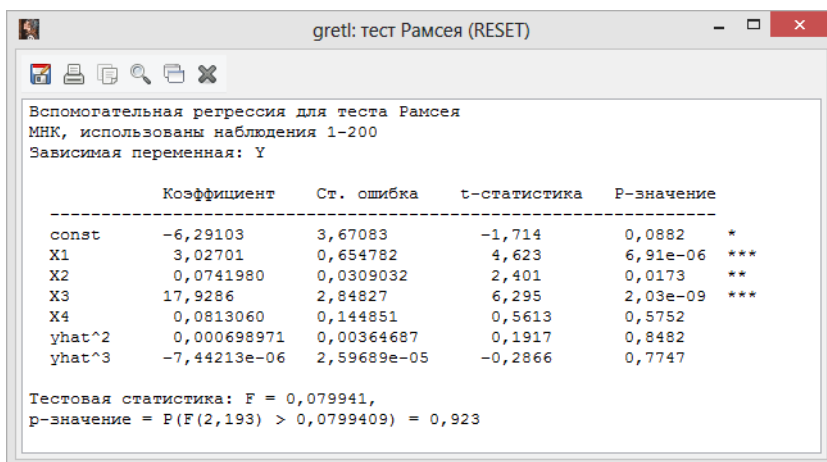 gretl: тест Рамсея (RESET)
Вспомогательная регрессия для теста Рамсея
МНК, использованы наблюдения 1-200
Зависимая переменная: Y
Коэффициент Ст. ошибка t-статистика P-значение
-----------------------------------------------------------------
const -6,29103 3,67083 -1,714 0,0882 *
X1 3,02701 0,654782 4,623 6,91e-06 ***
X2 0,0741980 0,0309032 2,401 0,0173 **
X3 17,9286 2,84827 6,295 2,03e-09 ***
X4 0,0813060 0,144851 0,5613 0,5752
yhat^2 0,000698971 0,00364687 0,1917 0,8482
yhat^3 -7,44213e-06 2,59689e-05 -0,2866 0,7747
Тестовая статистика: F = 0,079941,
p-значение = P(F(2,193) > 0,0799409) = 0,923